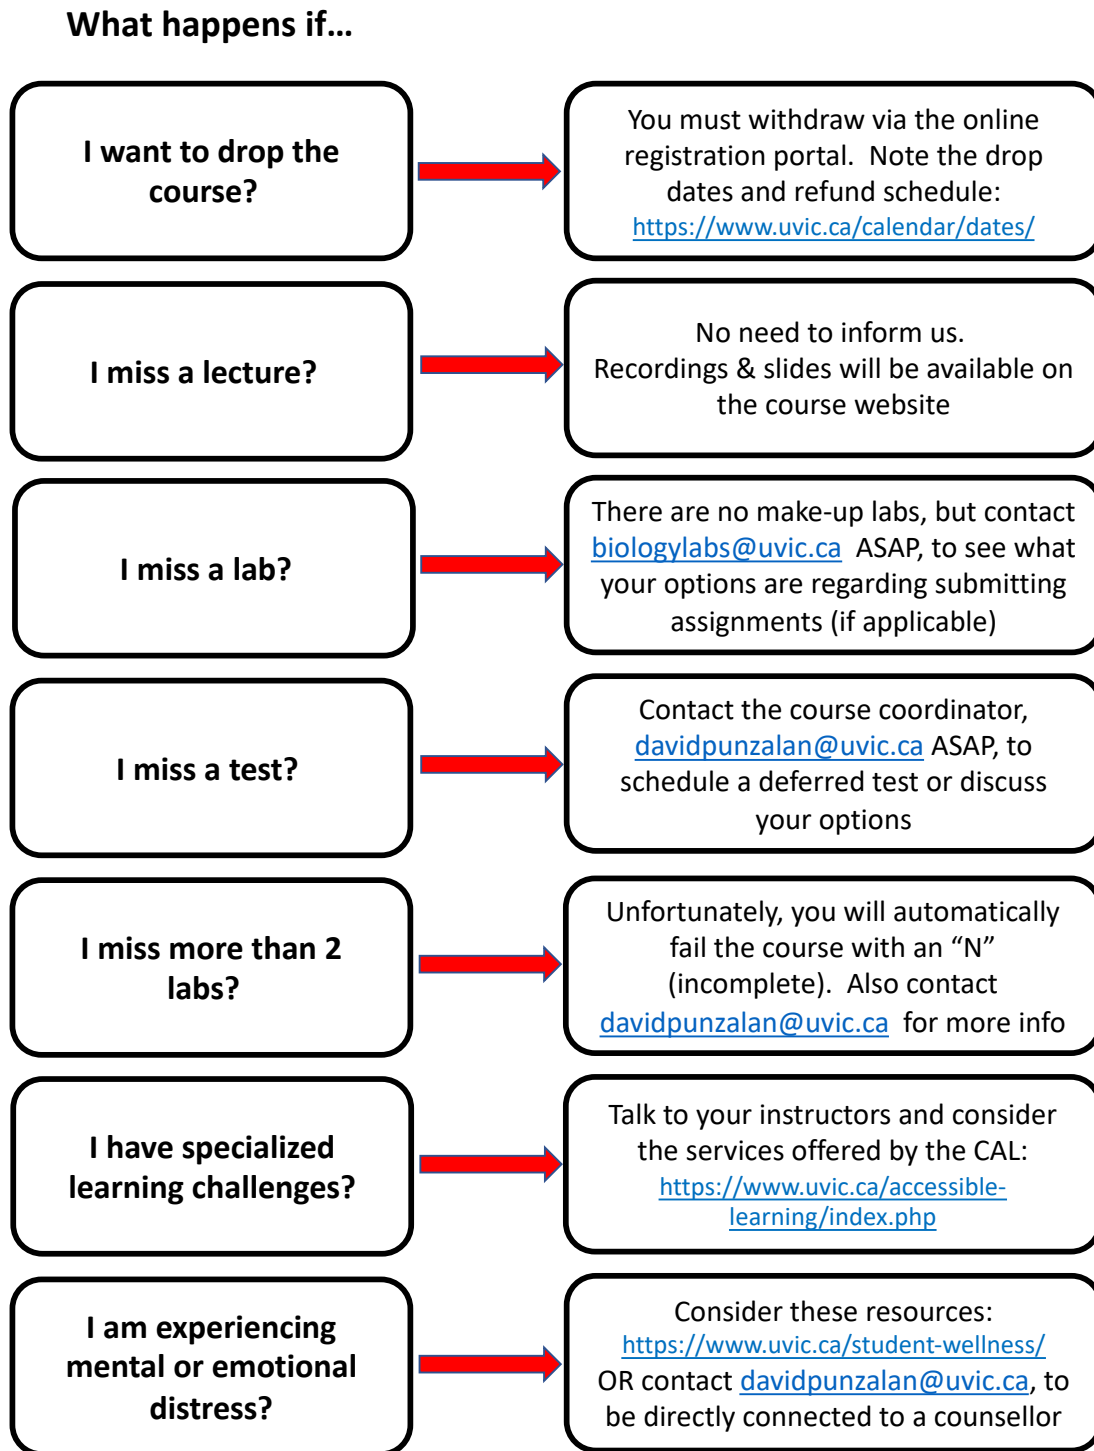 What happens if...
I want to drop the
course?
You must withdraw via the online
registration portal.  Note the drop
dates and refund schedule:
https://www.uvic.ca/calendar/dates/
I miss a lecture?
No need to inform us.
Recordings & slides will be available on
the course website
I miss a lab?
There are no make-up labs, but contact
biologylabs@uvic.ca  ASAP, to see what
your options are regarding submitting
assignments (if applicable)
I miss a test?
Contact the course coordinator,
davidpunzalan@uvic.ca ASAP, to
schedule a deferred test or discuss
your options
I miss more than 2
labs?
Unfortunately, you will automatically
fail the course with an “N”
(incomplete).  Also contact
davidpunzalan@uvic.ca  for more info
I have specialized
learning challenges?
Talk to your instructors and consider
the services offered by the CAL:
https://www.uvic.ca/accessible-
learning/index.php
I am experiencing
mental or emotional
distress?
Consider these resources:
https://www.uvic.ca/student-wellness/
OR contact davidpunzalan@uvic.ca, to
be directly connected to a counsellor